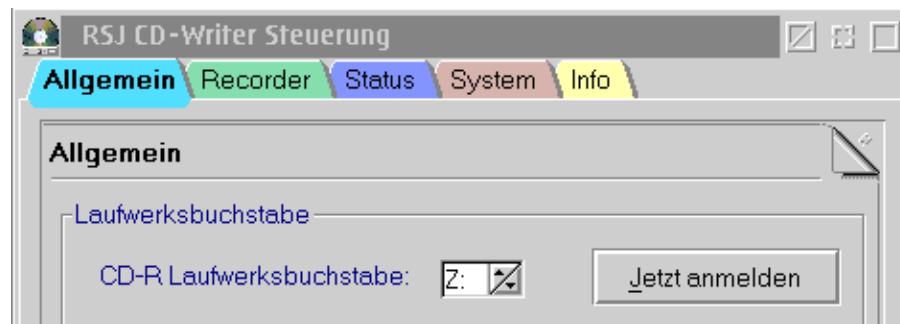 RSJ CD-Writer Steuerung
Allgemein Recorder Status System Info
Allgemein
Laufwerksbuchstabe
CD-R Laufwerksbuchstabe: Z: Jetzt anmelden